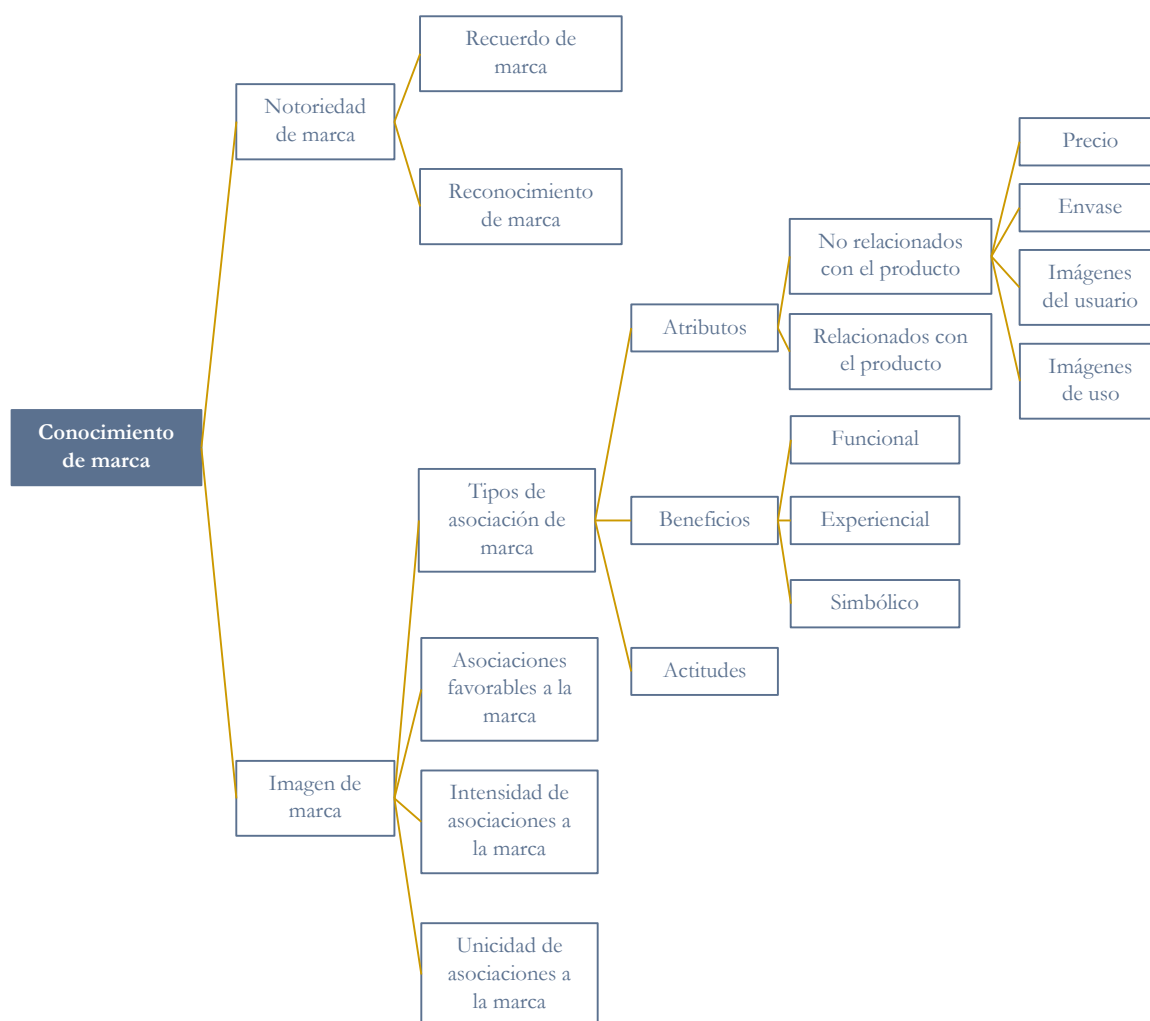 Recuerdo de
marca
Notoriedad
de marca
Reconocimiento
de marca
Precio
Envase
No relacionados
con el producto
Imágenes
del usuario
Atributos
Relacionados con
el producto
Imágenes
de uso
Conocimiento
de marca
Funcional
Tipos de
asociación de
marca
Beneficios
Experiencial
Simbólico
Asociaciones
favorables a la
marca
Actitudes
Imagen de
marca
Intensidad de
asociaciones a
la marca
Unicidad de
asociaciones a
la marca